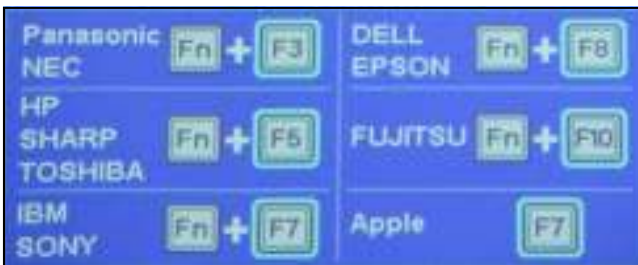 Panasonic
NEC
Fn + F3
DELL
EPSON
Fn + F8
HP
SHARP
TOSHIBA
Fn + F5
FUJITSU
Fn + F10
IBM
SONY
Fn + F7
Apple
F7